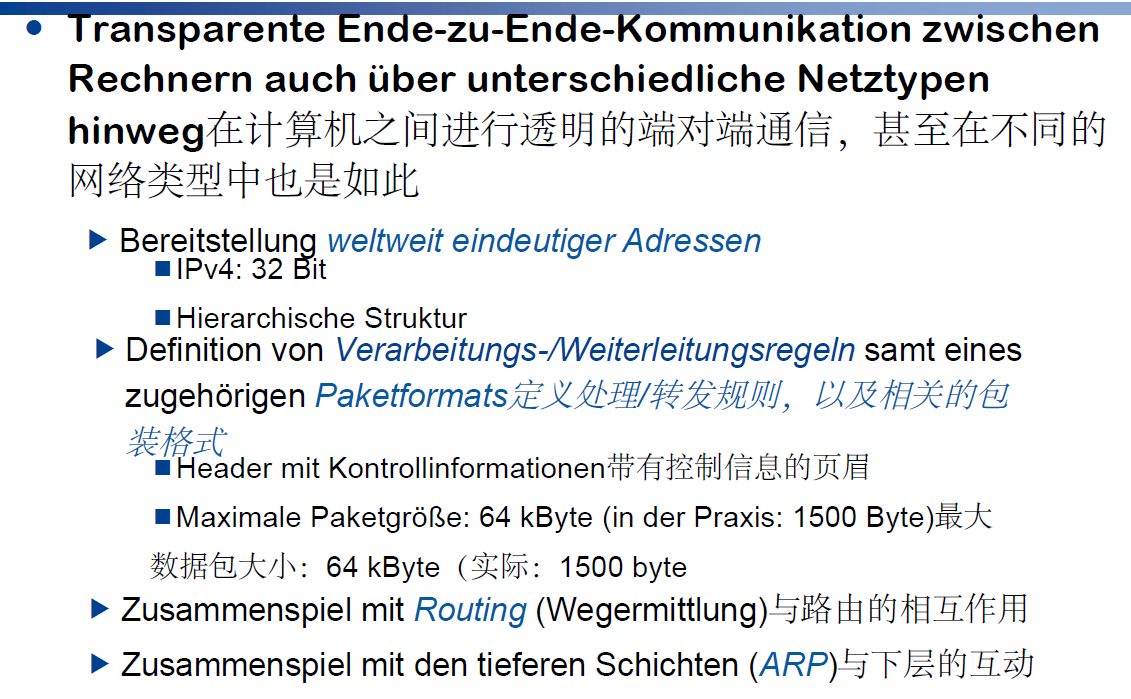 Transparente Ende-zu-Ende-Kommunikation zwischen
Rechnern auch über unterschiedliche Netztypen
hinweg在计算机之间进行透明的端对端通信，甚至在不同的
网络类型中也是如此
Bereitstellung weltweit eindeutiger Adressen
IPv4: 32 Bit
Hierarchische Struktur
Definition von Verarbeitungs-/Weiterleitungsregeln samt eines
zugehörigen Paketformats定义处理/转发规则，以及相关的包
装格式
Header mit Kontrollinformationen带有控制信息的页眉
Maximale Paketgröße: 64 kByte (in der Praxis: 1500 Byte)最大
数据包大小：64 kByte（实际：1500 byte
Zusammenspiel mit Routing (Wegermittlung)与路由的相互作用
Zusammenspiel mit den tieferen Schichten (ARP)与下层的互动